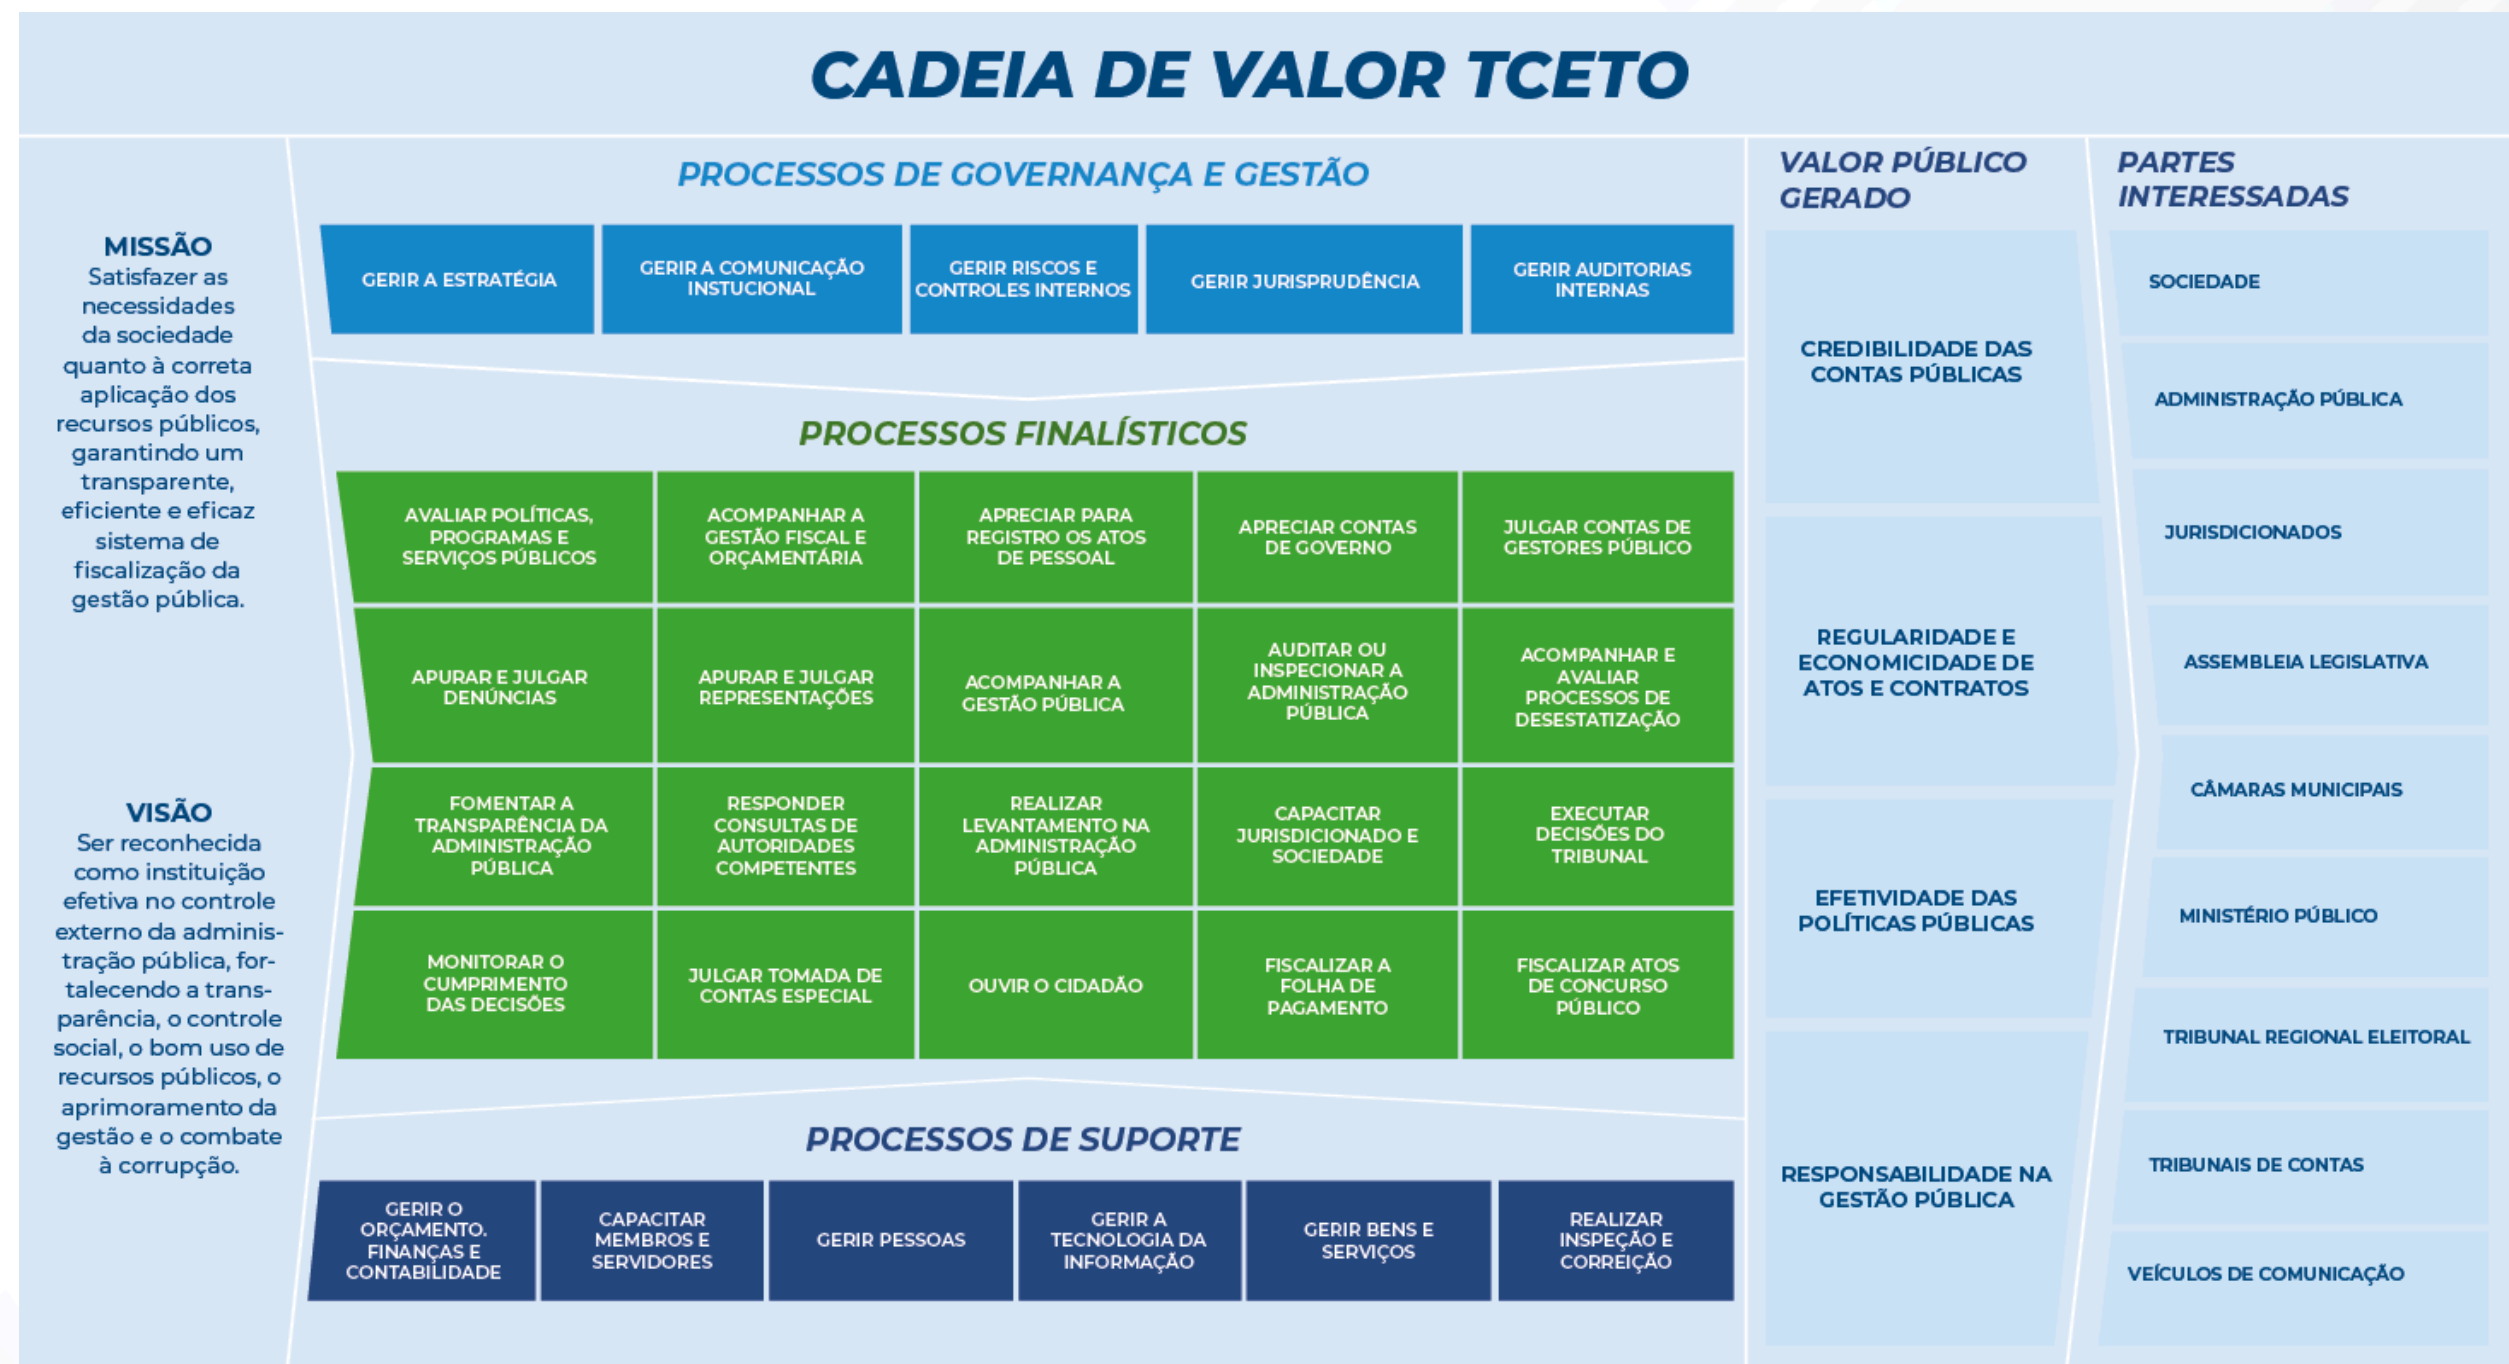 CADEIA DE VALOR TCETO
MISSÃO
Satisfazer as
necessidades
da sociedade
quanto à correta
aplicação dos
recursos públicos,
garantindo um
transparente,
eficiente e eficaz
sistema de
fiscalização da
gestão pública.
VISÃO
Ser reconhecida
como instituição
efetiva no controle
externo da adminis-
tração pública, for-
talecendo a trans-
parência, o controle
social, o bom uso de
recursos públicos, o
aprimoramento da
gestão e o combate
à corrupção.
PROCESSOS DE GOVERNANÇA E GESTÃO
GERIR A ESTRATÉGIA
GERIR A COMUNICAÇÃO
INSTUCIONAL
GERIR RISCOS E
CONTROLES INTERNOS
GERIR JURISPRUDÊNCIA
GERIR AUDITORIAS
INTERNAS
PROCESSOS FINALÍSTICOS
AVALIAR POLÍTICAS,
PROGRAMAS E
SERVIÇOS PÚBLICOS
ACOMPANHAR A
GESTÃO FISCAL E
ORÇAMENTÁRIA
APRECIAR PARA
REGISTRO OS ATOS
DE PESSOAL
APRECIAR CONTAS
DE GOVERNO
JULGAR CONTAS DE
GESTORES PÚBLICO
APURAR E JULGAR
DENÚNCIAS
APURAR E JULGAR
REPRESENTAÇÕES
ACOMPANHAR A
GESTÃO PÚBLICA
AUDITAR OU
INSPECIONAR A
ADMINISTRAÇÃO
PÚBLICA
ACOMPANHAR E
AVALIAR
PROCESSOS DE
DESESTATIZAÇÃO
FOMENTAR A
TRANSPARÊNCIA DA
ADMINISTRAÇÃO
PÚBLICA
RESPONDER
CONSULTAS DE
AUTORIDADES
COMPETENTES
REALIZAR
LEVANTAMENTO NA
ADMINISTRAÇÃO
PÚBLICA
CAPACITAR
JURISDICIONADO E
SOCIEDADE
EXECUTAR
DECISÕES DO
TRIBUNAL
MONITORAR O
CUMPRIMENTO
DAS DECISÕES
JULGAR TOMADA DE
CONTAS ESPECIAL
OUVIR O CIDADÃO
FISCALIZAR A
FOLHA DE
PAGAMENTO
FISCALIZAR ATOS
DE CONCURSO
PÚBLICO
PROCESSOS DE SUPORTE
GERIR O
ORÇAMENTO.
FINANÇAS E
CONTABILIDADE
CAPACITAR
MEMBROS E
SERVIDORES
GERIR PESSOAS
GERIR A
TECNOLOGIA DA
INFORMAÇÃO
GERIR BENS E
SERVIÇOS
REALIZAR
INSPEÇÃO E
CORREIÇÃO
VALOR PÚBLICO
GERADO
CREDIBILIDADE DAS
CONTAS PÚBLICAS
REGULARIDADE E
ECONOMICIDADE DE
ATOS E CONTRATOS
EFETIVIDADE DAS
POLÍTICAS PÚBLICAS
RESPONSABILIDADE NA
GESTÃO PÚBLICA
PARTES
INTERESSADAS
SOCIEDADE
ADMINISTRAÇÃO PÚBLICA
JURISDICIONADOS
ASSEMBLEIA LEGISLATIVA
CÂMARAS MUNICIPAIS
MINISTÉRIO PÚBLICO
TRIBUNAL REGIONAL ELEITORAL
TRIBUNAIS DE CONTAS
VEÍCULOS DE COMUNICAÇÃO